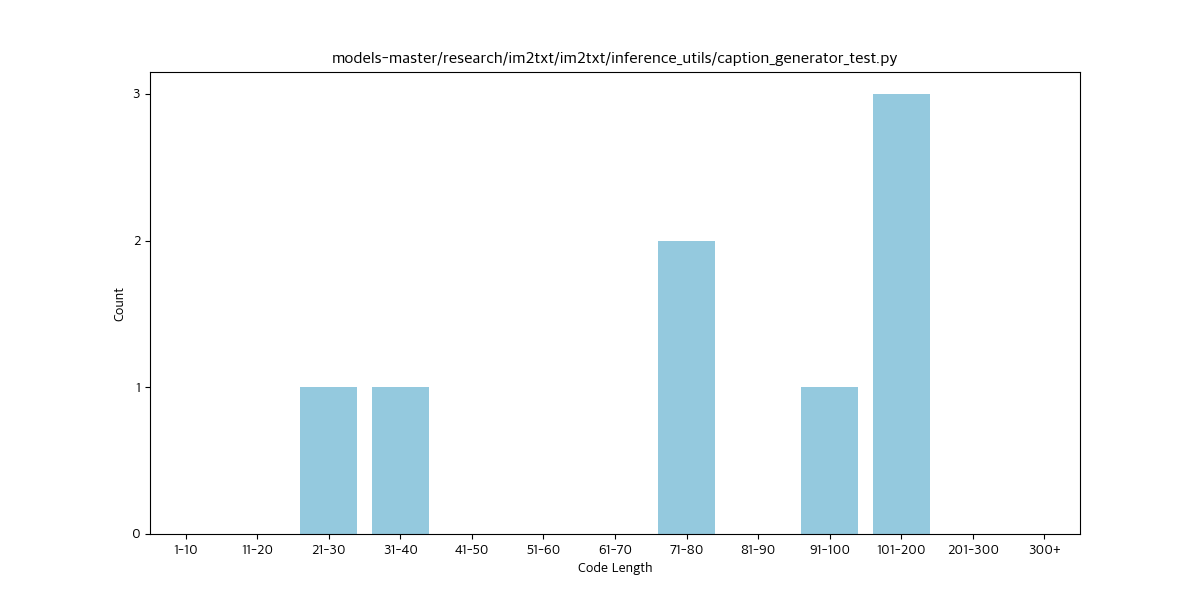 models-master/research/im2txt/im2txt/inference_utils/caption_generator_test.py
3
2
1
0
Count
1-10 11-20 21-30 31-40 41-50 51-60 61-70 71-80 81-90 91-100 101-200 201-300 300+
Code Length